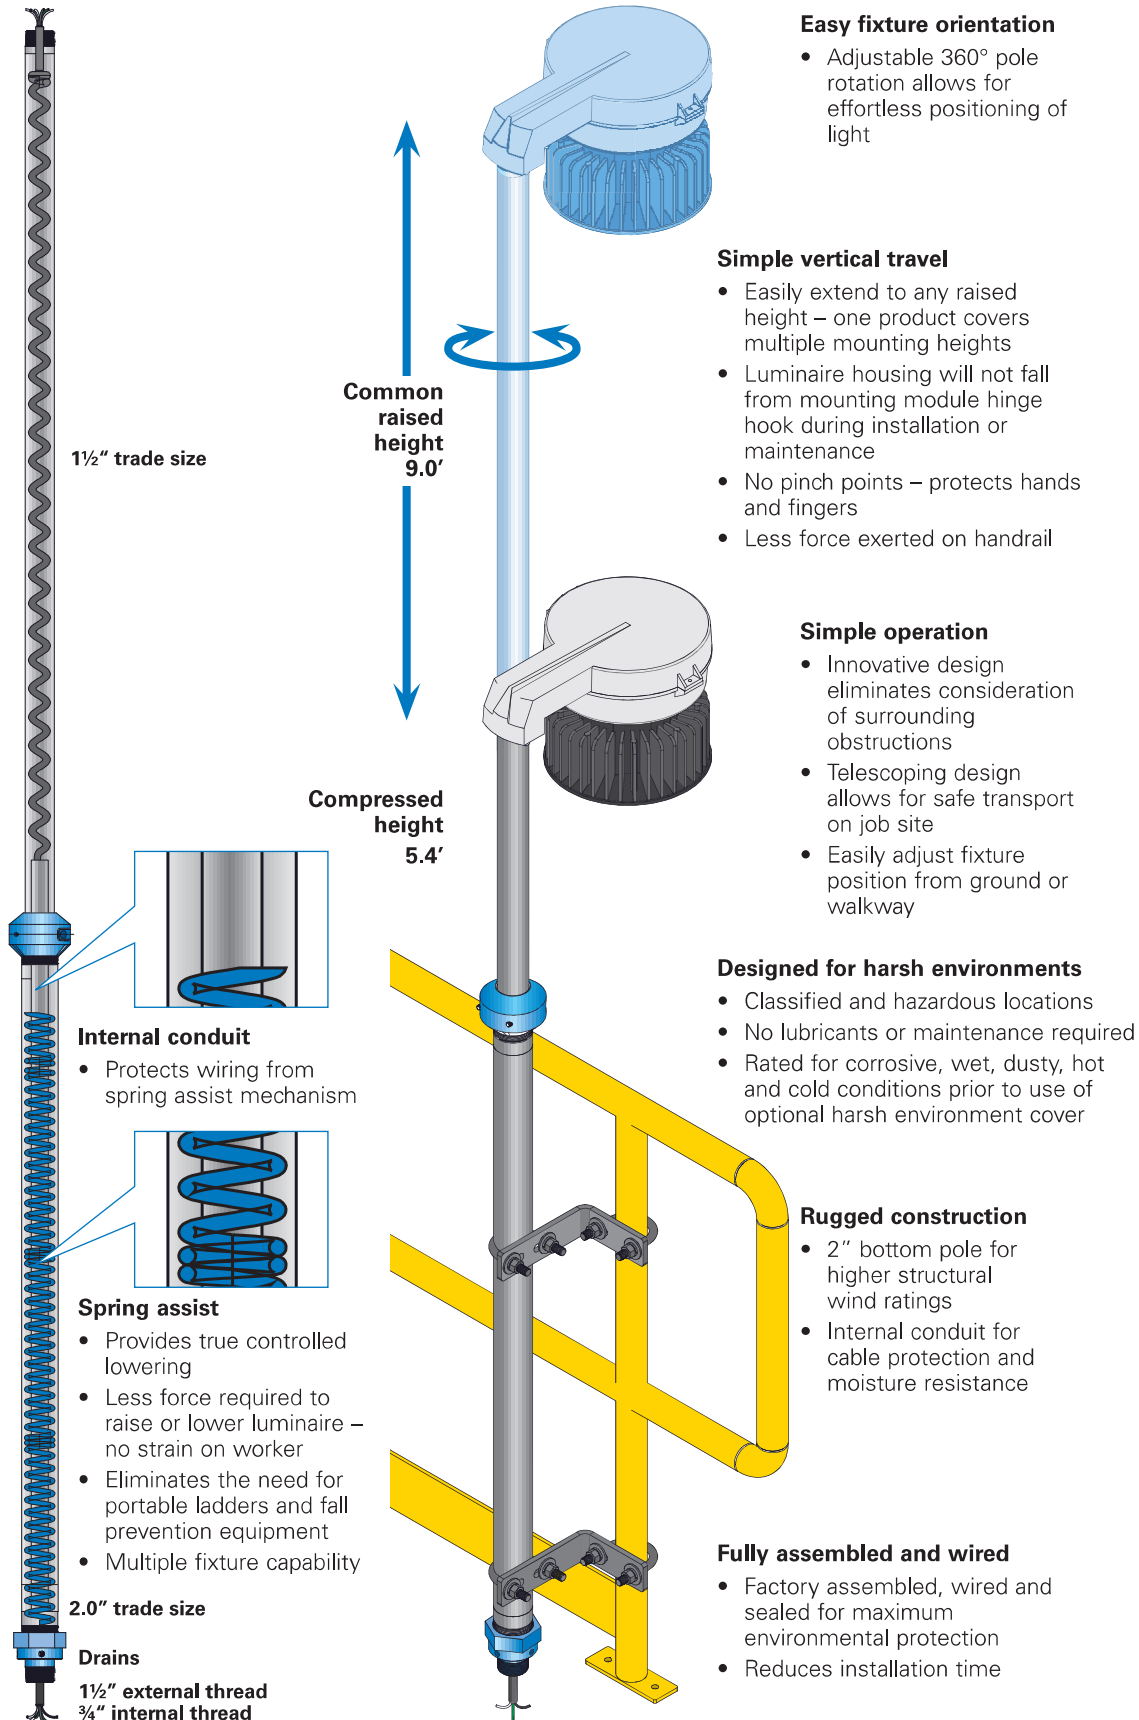 1½" trade size
Internal conduit
• Protects wiring from
spring assist mechanism
Spring assist
• Provides true controlled
lowering
• Less force required to
raise or lower luminaire –
no strain on worker
• Eliminates the need for
portable ladders and fall
prevention equipment
• Multiple fixture capability
2.0" trade size
Drains
1½" external thread
¾" internal thread
Common
raised
height
9.0'
Compressed
height
5.4'
Easy fixture orientation
• Adjustable 360° pole
rotation allows for
effortless positioning of
light
Simple vertical travel
• Easily extend to any raised
height – one product covers
multiple mounting heights
• Luminaire housing will not fall
from mounting module hinge
hook during installation or
maintenance
• No pinch points – protects hands
and fingers
• Less force exerted on handrail
Simple operation
• Innovative design
eliminates consideration
of surrounding
obstructions
• Telescoping design
allows for safe transport
on job site
• Easily adjust fixture
position from ground or
walkway
Designed for harsh environments
• Classified and hazardous locations
• No lubricants or maintenance required
• Rated for corrosive, wet, dusty, hot
and cold conditions prior to use of
optional harsh environment cover
Rugged construction
• 2" bottom pole for
higher structural
wind ratings
• Internal conduit for
cable protection and
moisture resistance
Fully assembled and wired
• Factory assembled, wired and
sealed for maximum
environmental protection
• Reduces installation time